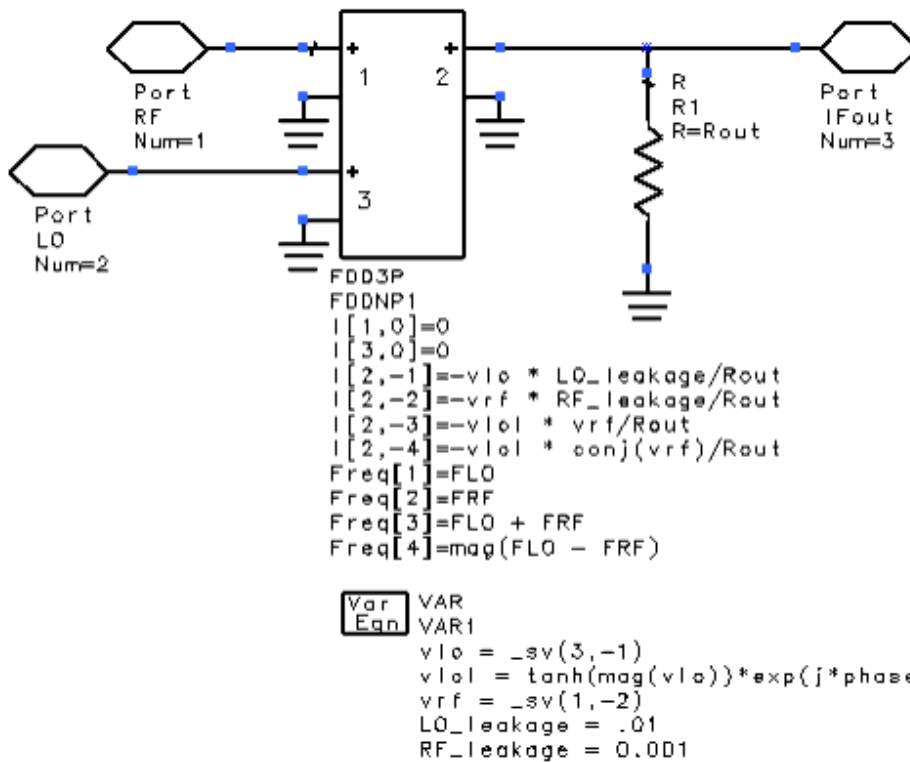 +
1
2
+
+
3
Port
RF
Num=1
Port
LO
Num=2
R
R1
R=Rout
Port
IFout
Num=3
FDD3P
FDDNP1
I[1,0]=0
I[3,0]=0
I[2,-1]=-vlo * LO_leakage/Rout
I[2,-2]=-vrf * RF_leakage/Rout
I[2,-3]=-vlol * vrf/Rout
I[2,-4]=-vlol * conj(vrf)/Rout
Freq[1]=FLO
Freq[2]=FRF
Freq[3]=FLO + FRF
Freq[4]=mag(FLO - FRF)
Var
Eqn
VAR
VAR1
vlo = _sv(3,-1)
vlol = tanh(mag(vlo))*exp(j*phase
vrf = _sv(1,-2)
LO_leakage = .01
RF_leakage = 0.001